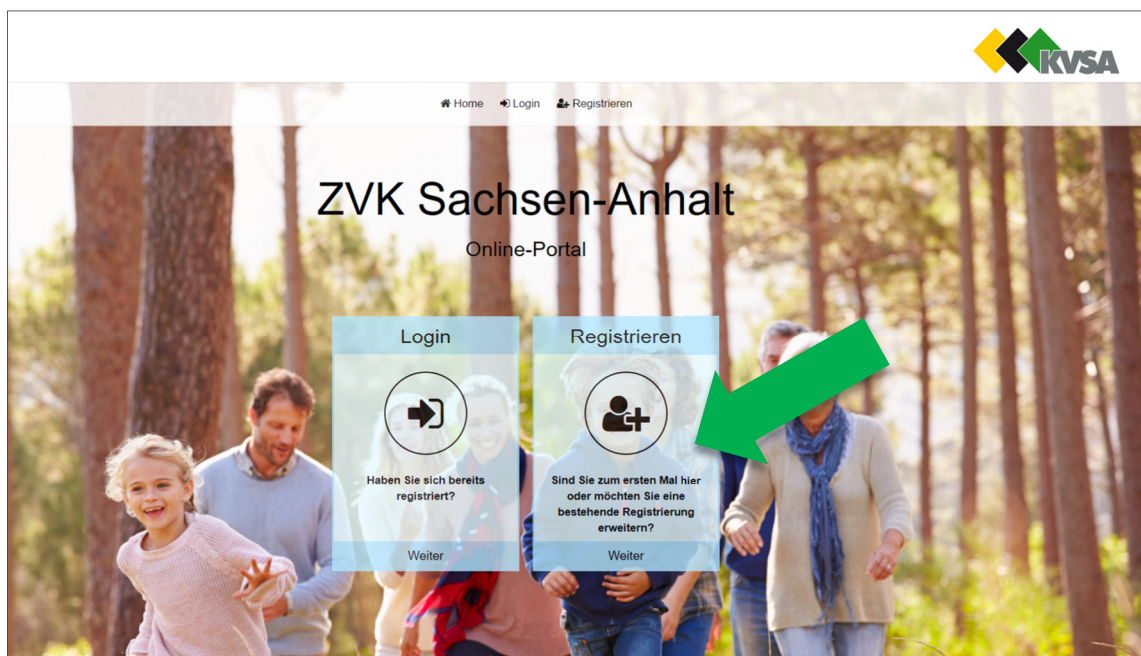 KVSA
Home Login Registrieren
ZVK Sachsen-Anhalt
Online-Portal
Login
Haben Sie sich bereits
registriert?
Weiter
Registrieren
Sind Sie zum ersten Mal hier
oder möchten Sie eine
bestehende Registrierung
erweitern?
Weiter